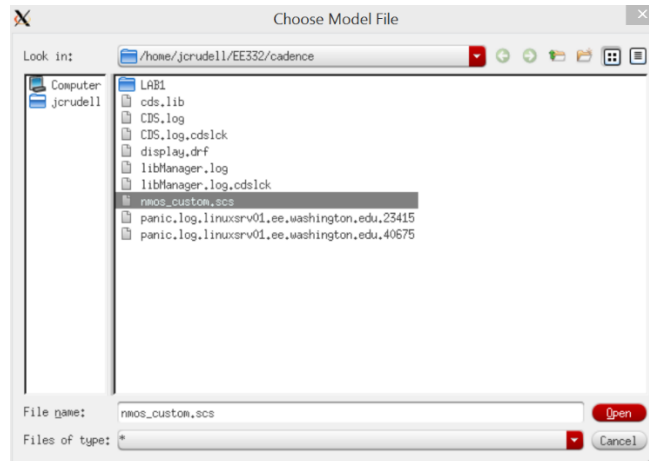 Choose Model File
Look in: /home/jcrudell/EE332/cadence
Computer
jcrudell
LAB1
cds.lib
CDS.log
CDS.log.cdslck
display.drf
libManager.log
libManager.log.cdslck
nmos_custom.scs
panic.log.linuxsrv01.ee.washington.edu.23415
panic.log.linuxsrv01.ee.washington.edu.40675
File name: nmos_custom.scs Open
Files of type: * Cancel